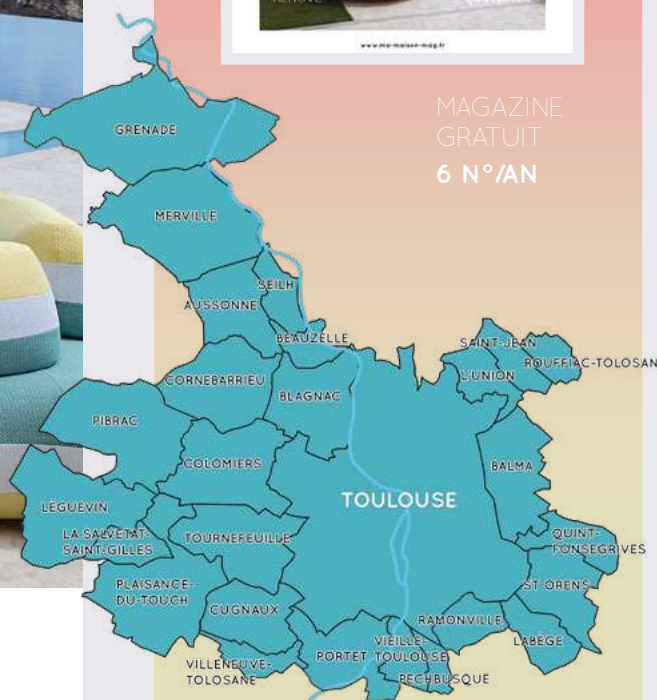 RÉNOVÉ
www.ma-maison-mag.fr
MAGAZINE
GRATUIT
6 N°/AN
GRENADE
MERVILLE
SEILH
AUSSONNE
BEAUZELLE
SAINT-JEAN
ROUFFIAC-TOLOSAN
L'UNION
CORNEBARRIEU
BLAGNAC
PIBRAC
COLOMIERS
BALMA
TOULOUSE
LÉGUEVIN
LA SALVETAT-
SAINT-GILLES
TOURNEFEUILLE
QUINT-
FONSEGRIVES
PLAISANCE-
DU-TOUCH
ST ORENS
CUGNAUX
RAMONVILLE
VIEILLE-
TOULOUSE
LABÈGE
PORTET
VILLENEUVE-
TOLOSANE
PECHBUSQUE